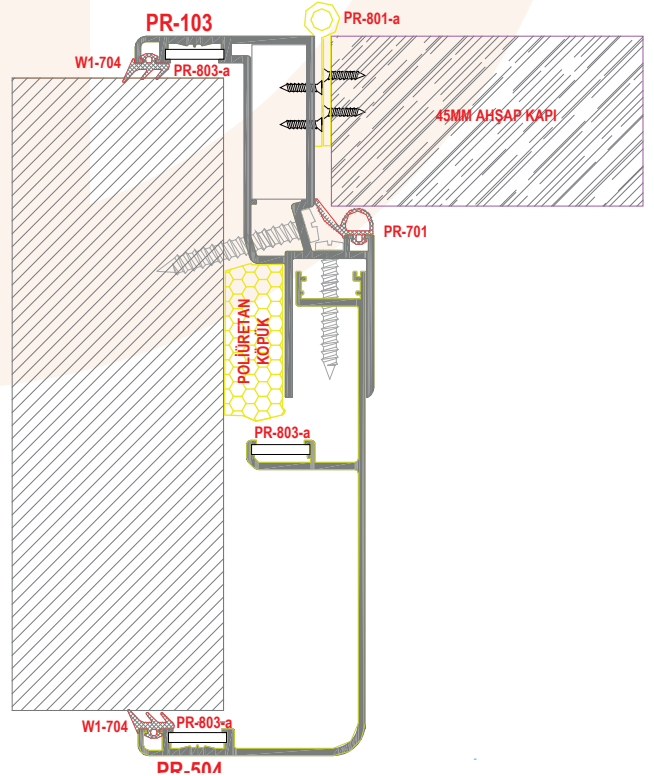 PR-103
PR-801-a
W1-704
PR-803-a
45MM AHŞAP KAPI
PR-701
POLİÜRETAN
KÖPÜK
PR-803-a
W1-704
PR-803-a
PR-504